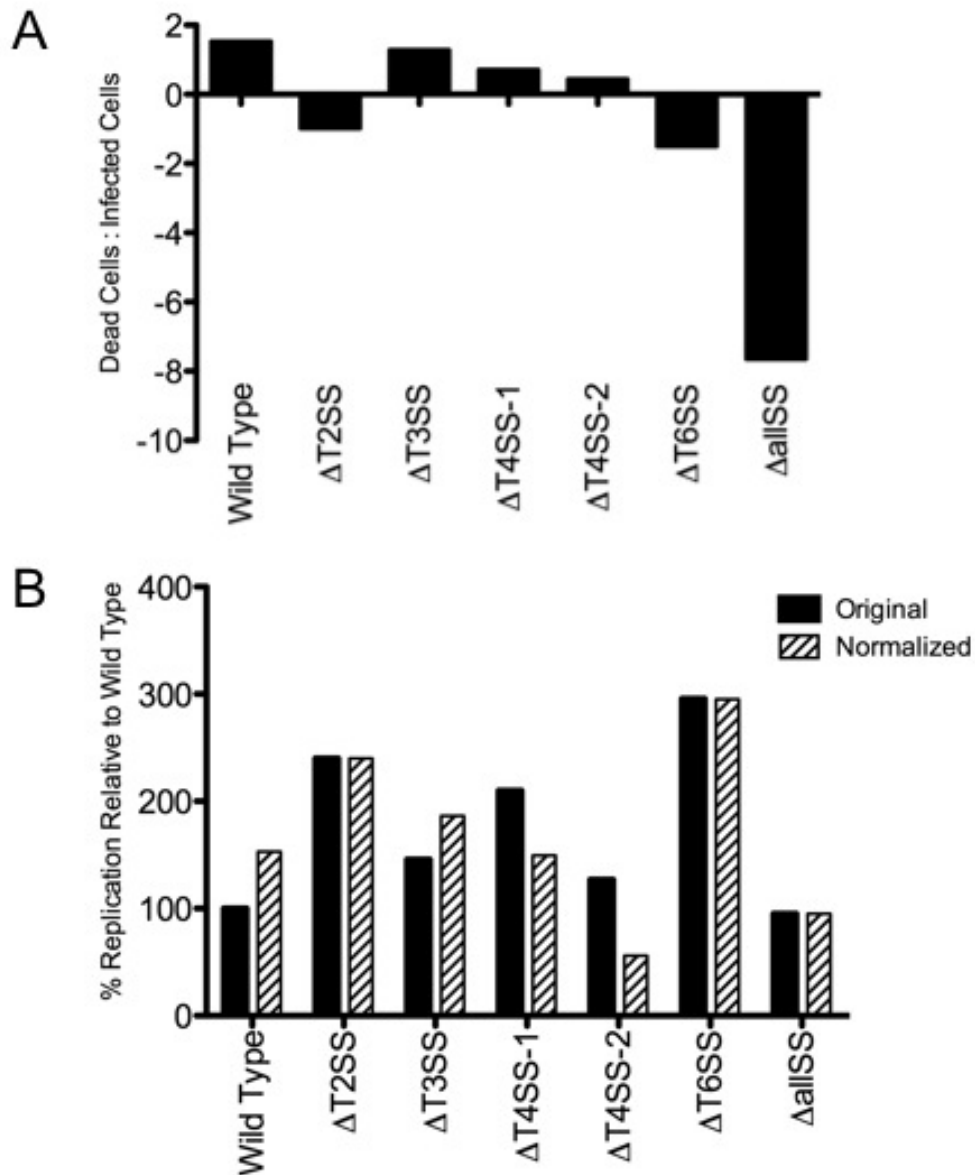 A
Dead Cells : Infected Cells
2
0
-2
-4
-6
-8
-10
Wild Type
ΔT2SS
ΔT3SS
ΔT4SS-1
ΔT4SS-2
ΔT6SS
ΔallSS
B
% Replication Relative to Wild Type
400
300
200
100
0
Original
Normalized
Wild Type
ΔT2SS
ΔT3SS
ΔT4SS-1
ΔT4SS-2
ΔT6SS
ΔallSS